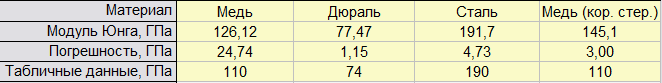 Материал Медь Дюраль Сталь Медь (кор. стер.)
Модуль Юнга, ГПа 126,12 77,47 191,7 145,1
Погрешность, ГПа 24,74 1,15 4,73 3,00
Табличные данные, ГПа 110 74 190 110